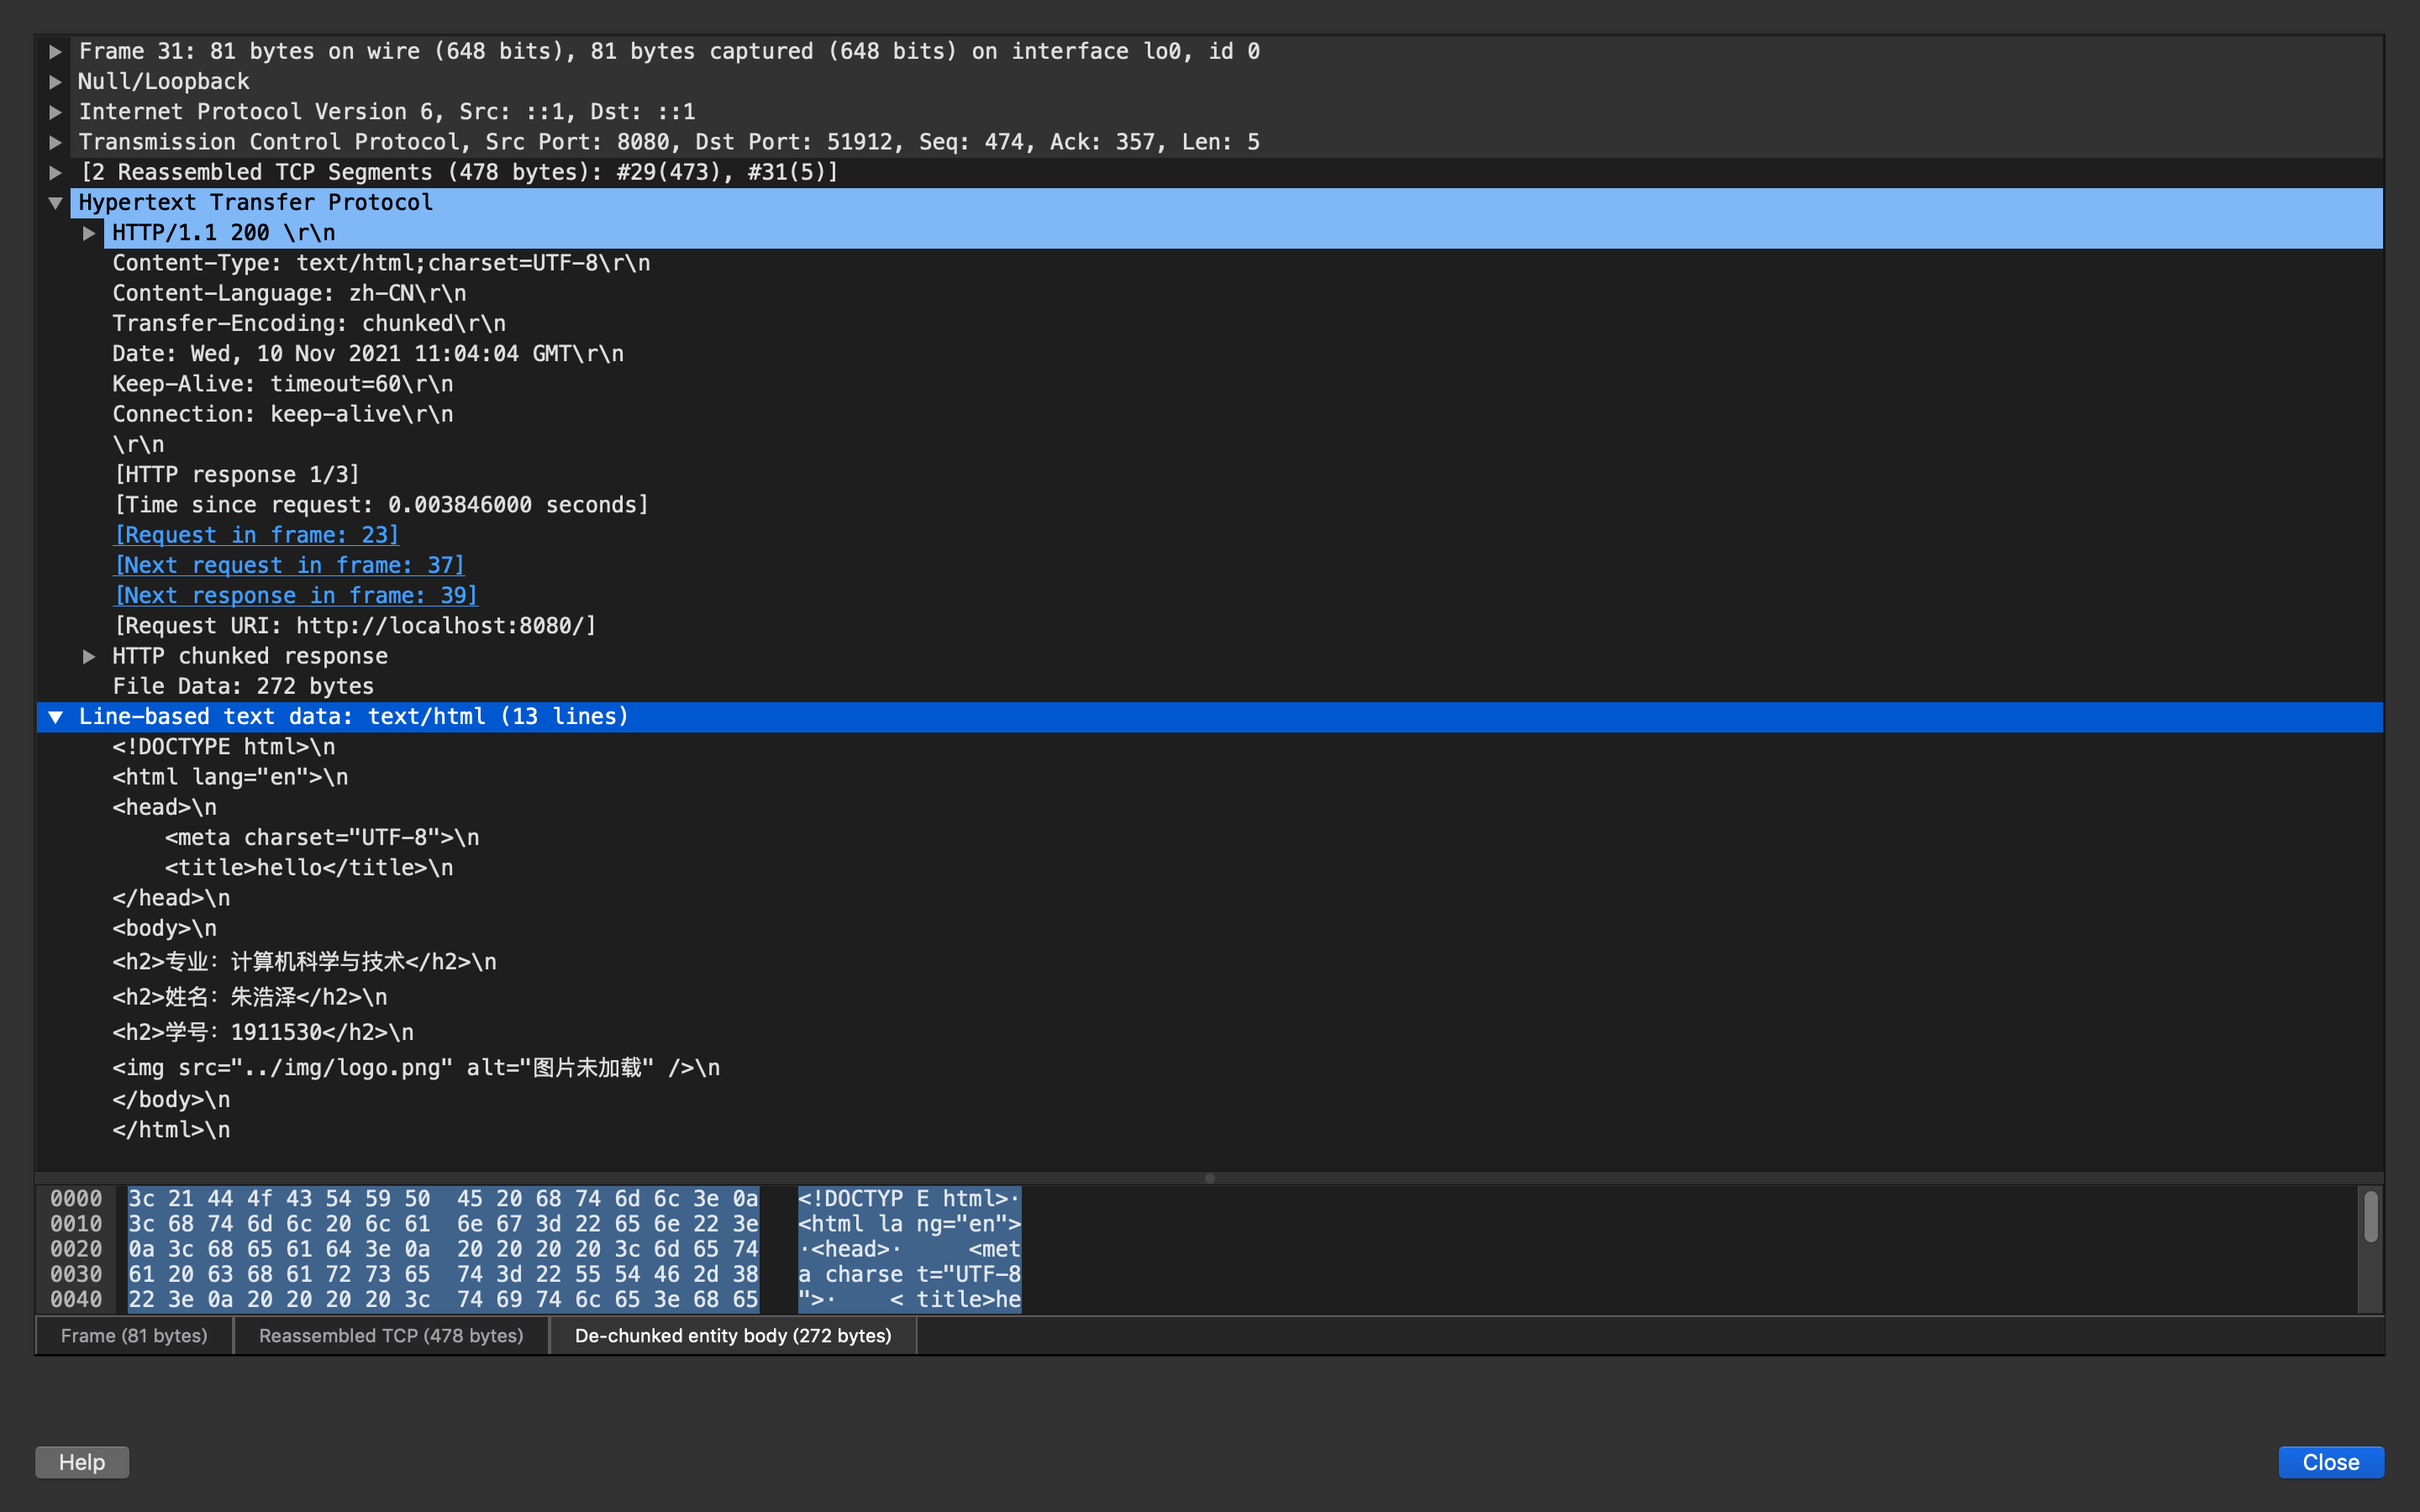 Frame 31: 81 bytes on wire (648 bits), 81 bytes captured (648 bits) on interface lo0, id 0
Null/Loopback
Internet Protocol Version 6, Src: ::1, Dst: ::1
Transmission Control Protocol, Src Port: 8080, Dst Port: 51912, Seq: 474, Ack: 357, Len: 5
[2 Reassembled TCP Segments (478 bytes): #29(473), #31(5)]
Hypertext Transfer Protocol
HTTP/1.1 200 \r\n
Content-Type: text/html;charset=UTF-8\r\n
Content-Language: zh-CN\r\n
Transfer-Encoding: chunked\r\n
Date: Wed, 10 Nov 2021 11:04:04 GMT\r\n
Keep-Alive: timeout=60\r\n
Connection: keep-alive\r\n
\r\n
[HTTP response 1/3]
[Time since request: 0.003846000 seconds]
[Request in frame: 23]
[Next request in frame: 37]
[Next response in frame: 39]
[Request URI: http://localhost:8080/]
HTTP chunked response
File Data: 272 bytes
Line-based text data: text/html (13 lines)
<!DOCTYPE html>\n
<html lang="en">\n
<head>\n
    <meta charset="UTF-8">\n
    <title>hello</title>\n
</head>\n
<body>\n
<h2>专业：计算机科学与技术</h2>\n
<h2>姓名：朱浩泽</h2>\n
<h2>学号：1911530</h2>\n
<img src="../img/logo.png" alt="图片未加载" />\n
</body>\n
</html>\n
0000 3c 21 44 4f 43 54 59 50 45 20 68 74 6d 6c 3e 0a <!DOCTYP E html>·
0010 3c 68 74 6d 6c 20 6c 61 6e 67 3d 22 65 6e 22 3e <html la ng="en">
0020 0a 3c 68 65 61 64 3e 0a 20 20 20 20 3c 6d 65 74 ·<head>·     <met
0030 61 20 63 68 61 72 73 65 74 3d 22 55 54 46 2d 38 a charse t="UTF-8
0040 22 3e 0a 20 20 20 20 3c 74 69 74 6c 65 3e 68 65 ">·    < title>he
Frame (81 bytes) Reassembled TCP (478 bytes) De-chunked entity body (272 bytes)
Help Close